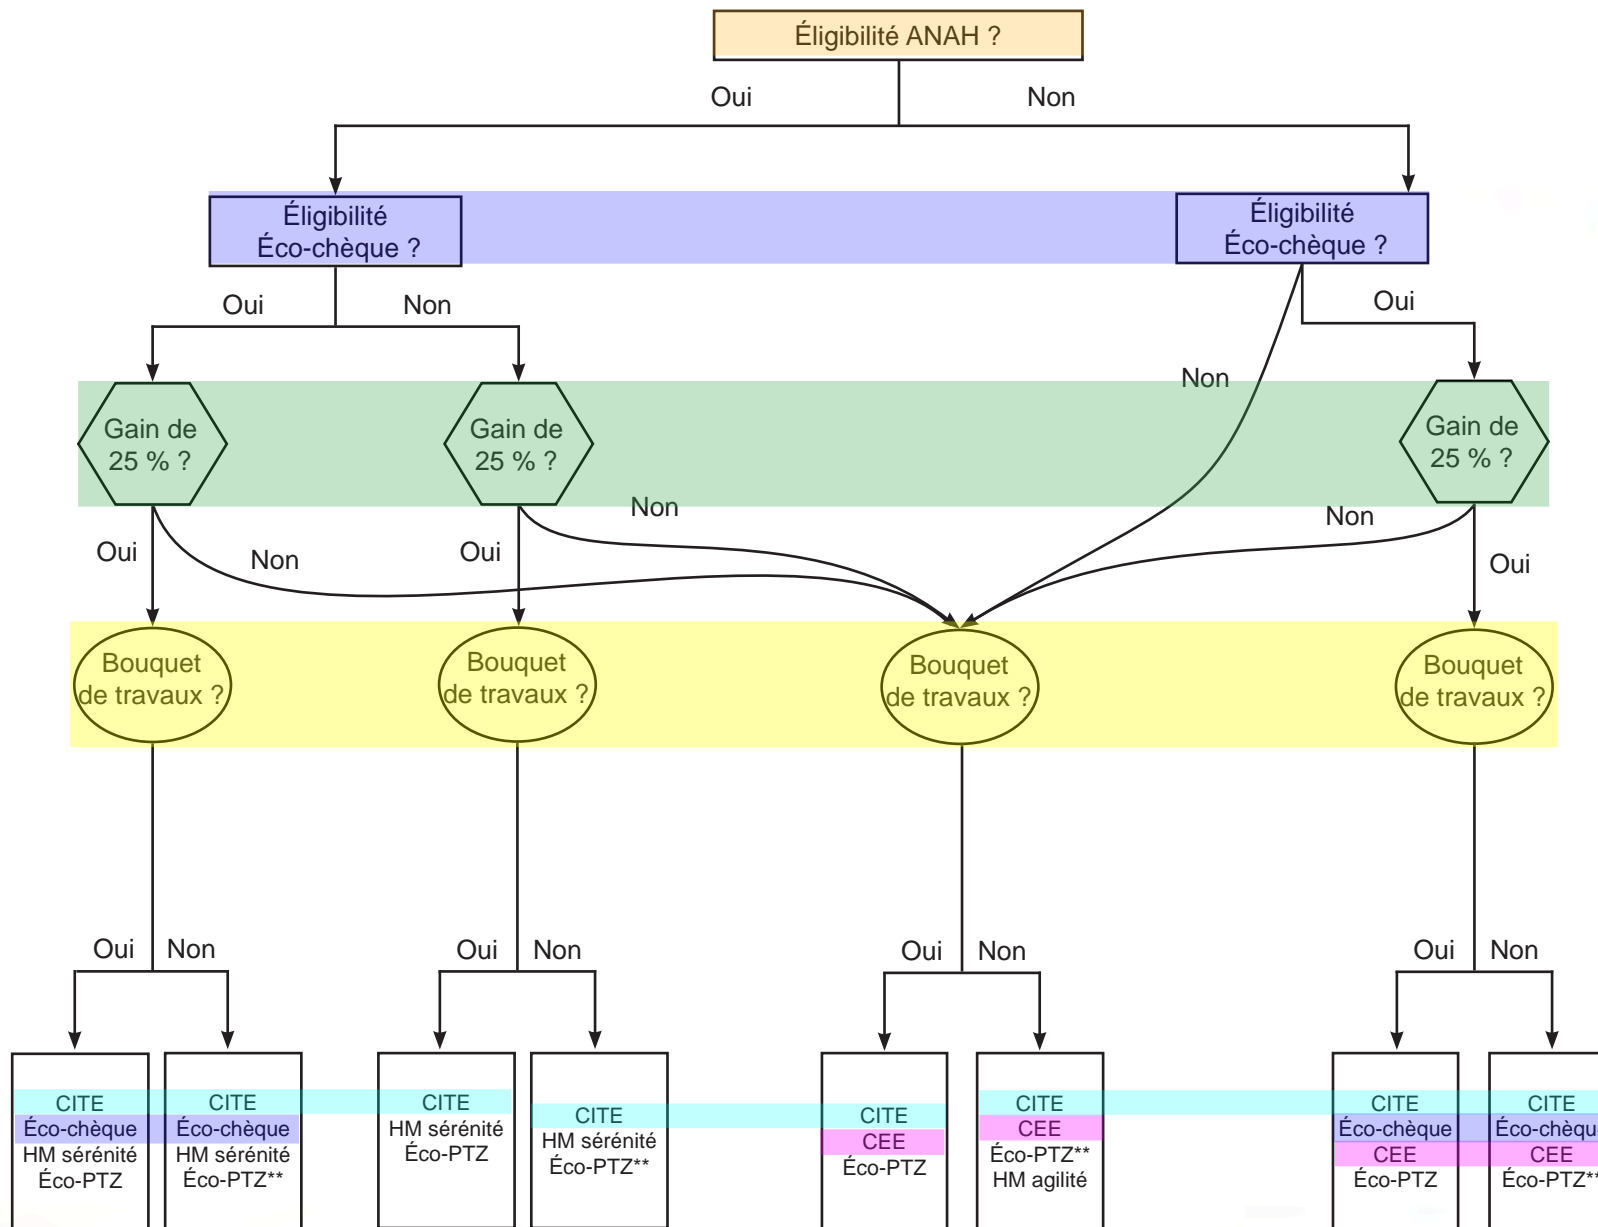 Éligibilité ANAH ?
Oui
Non
Éligibilité
Éco-chèque ?
Éligibilité
Éco-chèque ?
Oui
Non
Oui
Non
Gain de
25 % ?
Gain de
25 % ?
Gain de
25 % ?
Oui
Non
Oui
Non
Non
Oui
Bouquet
de travaux ?
Bouquet
de travaux ?
Bouquet
de travaux ?
Bouquet
de travaux ?
Oui
Non
Oui
Non
Oui
Non
Oui
Non
CITE
Éco-chèque
HM sérénité
Éco-PTZ
CITE
Éco-chèque
HM sérénité
Éco-PTZ**
CITE
HM sérénité
Éco-PTZ
CITE
HM sérénité
Éco-PTZ**
CITE
CEE
Éco-PTZ
CITE
CEE
Éco-PTZ**
HM agilité
CITE
Éco-chèque
CEE
Éco-PTZ
CITE
Éco-chèque
CEE
Éco-PTZ**